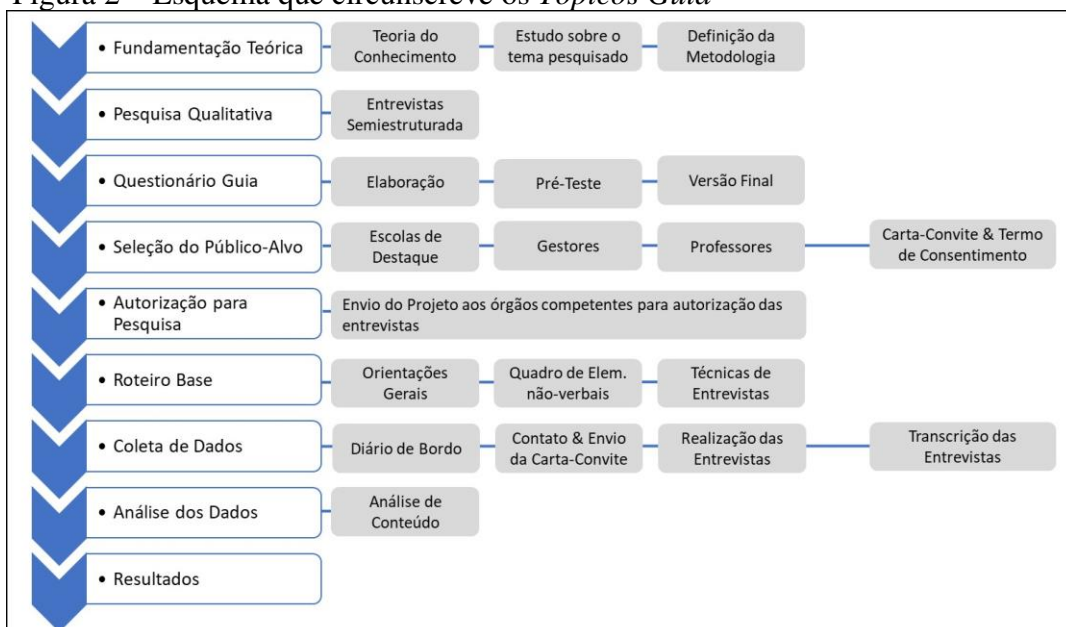 Figura 2 – Esquema que circunscreve os Tópicos Guia
• Fundamentação Teórica
Teoria do
Conhecimento
Estudo sobre o
tema pesquisado
Definição da
Metodologia
• Pesquisa Qualitativa
Entrevistas
Semiestruturada
• Questionário Guia
Elaboração
Pré-Teste
Versão Final
• Seleção do Público-Alvo
Escolas de
Destaque
Gestores
Professores
Carta-Convite & Termo
de Consentimento
• Autorização para
Pesquisa
Envio do Projeto aos órgãos competentes para autorização das
entrevistas
• Roteiro Base
Orientações
Gerais
Quadro de Elem.
não-verbais
Técnicas de
Entrevistas
• Coleta de Dados
Diário de Bordo
Contato & Envio
da Carta-Convite
Realização das
Entrevistas
Transcrição das
Entrevistas
• Análise dos Dados
Análise de
Conteúdo
• Resultados